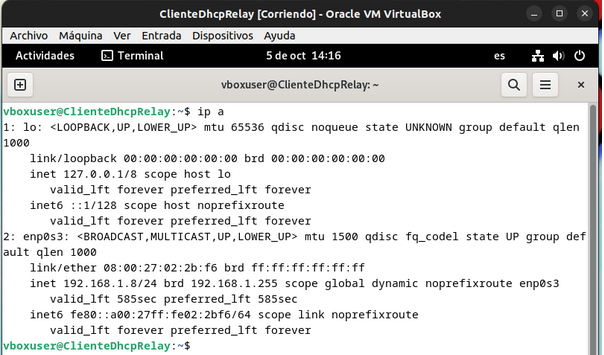 ClienteDhcpRelay [Corriendo] - Oracle VM VirtualBox
Archivo Máquina Ver Entrada Dispositivos Ayuda
Actividades Terminal 5 de oct 14:16 es
vboxuser@ClienteDhcpRelay: ~
vboxuser@ClienteDhcpRelay:~$ ip a
1: lo: <LOOPBACK,UP,LOWER_UP> mtu 65536 qdisc noqueue state UNKNOWN group default qlen
1000
    link/loopback 00:00:00:00:00:00 brd 00:00:00:00:00:00
    inet 127.0.0.1/8 scope host lo
       valid_lft forever preferred_lft forever
    inet6 ::1/128 scope host noprefixroute
       valid_lft forever preferred_lft forever
2: enp0s3: <BROADCAST,MULTICAST,UP,LOWER_UP> mtu 1500 qdisc fq_codel state UP group def
ault qlen 1000
    link/ether 08:00:27:02:2b:f6 brd ff:ff:ff:ff:ff:ff
    inet 192.168.1.8/24 brd 192.168.1.255 scope global dynamic noprefixroute enp0s3
       valid_lft 585sec preferred_lft 585sec
    inet6 fe80::a00:27ff:fe02:2bf6/64 scope link noprefixroute
       valid_lft forever preferred_lft forever
vboxuser@ClienteDhcpRelay:~$